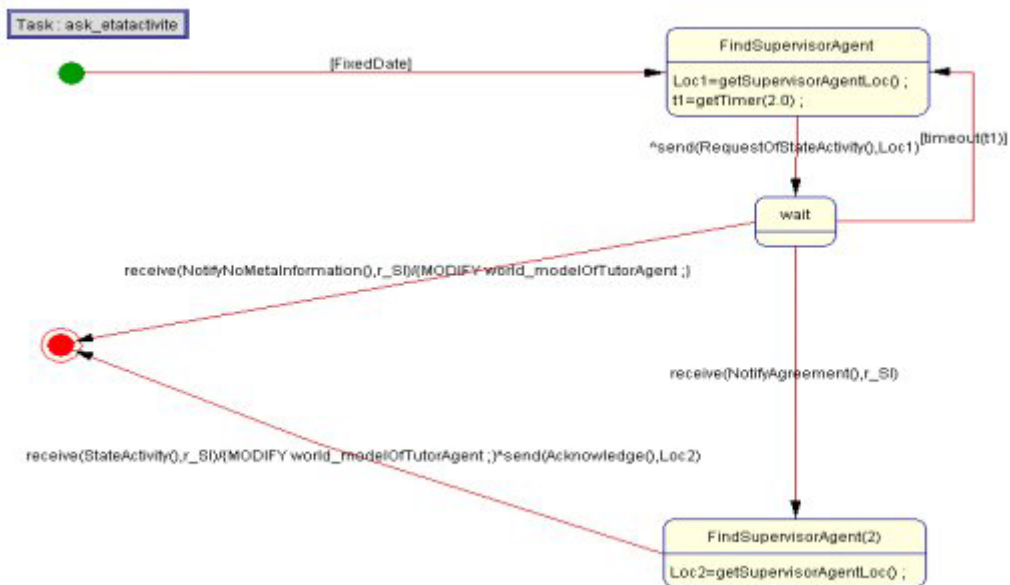 Task : ask_etatactivite
FindSupervisorAgent
[FixedDate]
Loc1=getSupervisorAgentLoc() ;
t1=getTimer(2.0) ;
^send(RequestOfStateActivity(),Loc1)
[timeout(t1)]
wait
receive(NotifyNoMetaInformation(),r_SI)/{MODIFY world_modelOfTutorAgent ;}
receive(NotifyAgreement(),r_SI)
receive(StateActivity(),r_SI)/{MODIFY world_modelOfTutorAgent ;}^send(Acknowledge(),Loc2)
FindSupervisorAgent(2)
Loc2=getSupervisorAgentLoc() ;